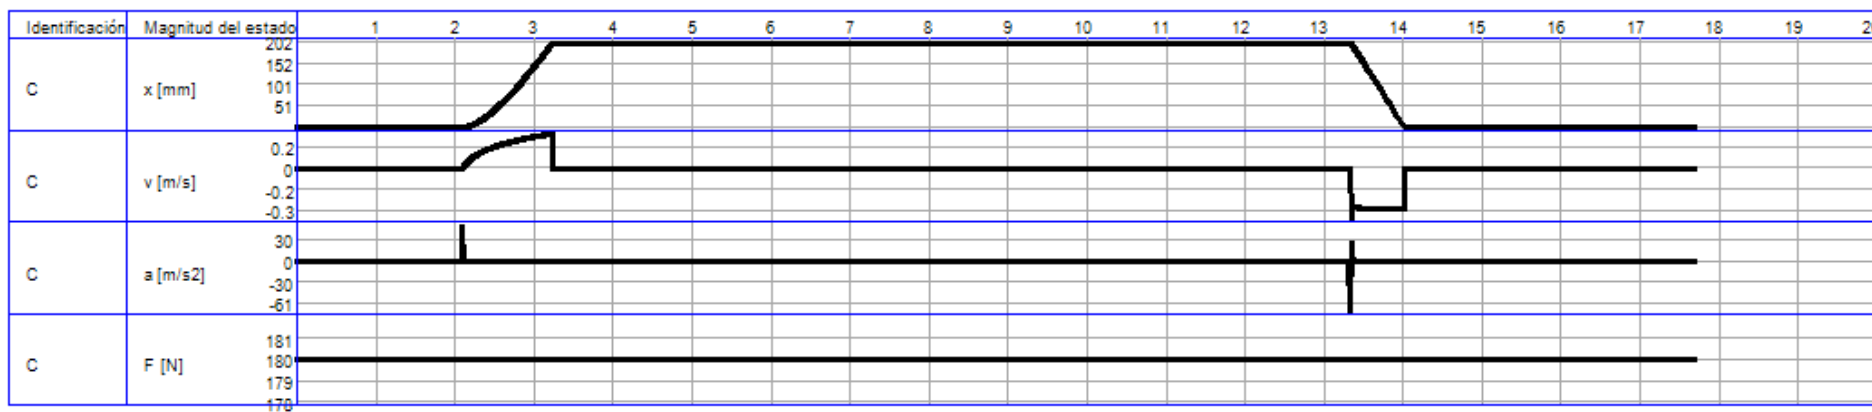 Identificación Magnitud del estado 1 2 3 4 5 6 7 8 9 10 11 12 13 14 15 16 17 18 19
202
152
C x [mm] 101
51
0.2
0
C v [m/s] -0.2
-0.3
30
0
C a [m/s2] -30
-61
181
C F [N] 180
179
178